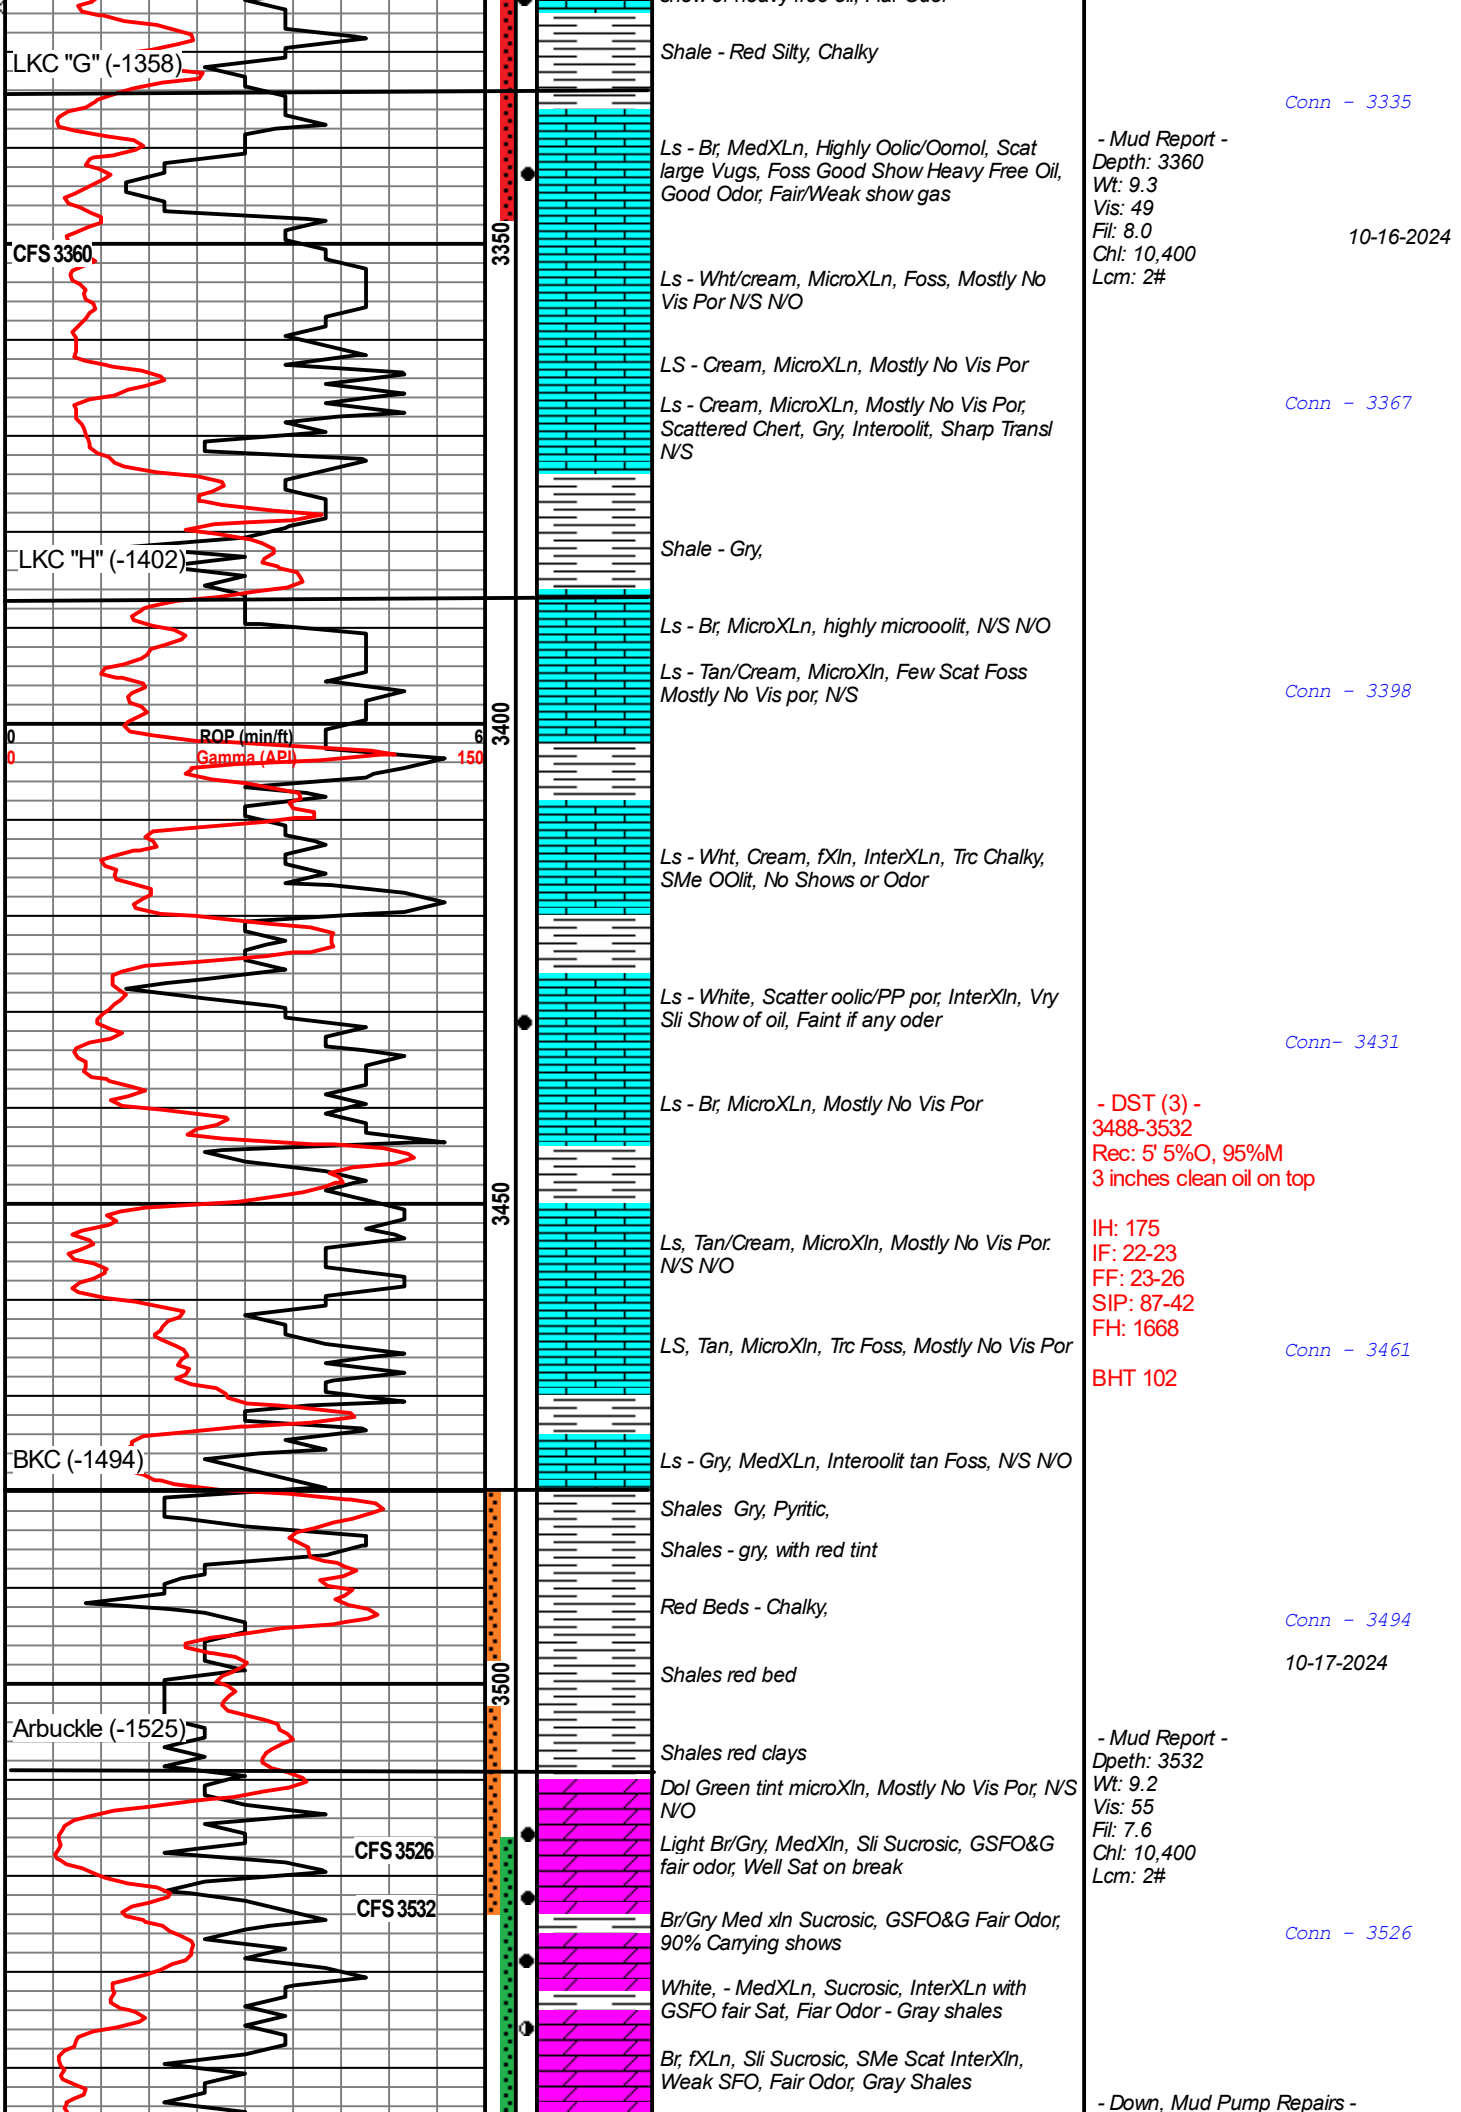 Shale - Red Silty, Chalky
LKC "G" (-1358)
Conn - 3335
Ls - Br, MedXLn, Highly Oolic/Oomol, Scat
large Vugs, Foss Good Show Heavy Free Oil,
Good Odor, Fair/Weak show gas
- Mud Report -
Depth: 3360
Wt: 9.3
Vis: 49
Fil: 8.0
Chl: 10,400
Lcm: 2#
10-16-2024
3350
CFS 3360
Ls - Wht/cream, MicroXLn, Foss, Mostly No
Vis Por N/S N/O
LS - Cream, MicroXLn, Mostly No Vis Por
Ls - Cream, MicroXLn, Mostly No Vis Por,
Scattered Chert, Gry, Interoolit, Sharp Transl
N/S
Conn - 3367
Shale - Gry,
LKC "H" (-1402)
Ls - Br, MicroXLn, highly microoolit, N/S N/O
Ls - Tan/Cream, MicroXln, Few Scat Foss
Mostly No Vis por, N/S
Conn - 3398
3400
0 ROP (min/ft) 6
0 Gamma (API) 150
Ls - Wht, Cream, fXln, InterXLn, Trc Chalky,
SMe OOlit, No Shows or Odor
Ls - White, Scatter oolic/PP por, InterXln, Vry
Sli Show of oil, Faint if any oder
Conn- 3431
Ls - Br, MicroXLn, Mostly No Vis Por
- DST (3) -
3488-3532
Rec: 5' 5%O, 95%M
3 inches clean oil on top
IH: 175
IF: 22-23
FF: 23-26
SIP: 87-42
FH: 1668
BHT 102
3450
Ls, Tan/Cream, MicroXln, Mostly No Vis Por.
N/S N/O
LS, Tan, MicroXln, Trc Foss, Mostly No Vis Por
Conn - 3461
BKC (-1494)
Ls - Gry, MedXLn, Interoolit tan Foss, N/S N/O
Shales Gry, Pyritic,
Shales - gry, with red tint
Red Beds - Chalky,
Conn - 3494
10-17-2024
3500
Shales red bed
Arbuckle (-1525)
Shales red clays
- Mud Report -
Dpeth: 3532
Wt: 9.2
Vis: 55
Fil: 7.6
Chl: 10,400
Lcm: 2#
Dol Green tint microXln, Mostly No Vis Por, N/S
N/O
CFS 3526
Light Br/Gry, MedXln, Sli Sucrosic, GSFO&G
fair odor, Well Sat on break
CFS 3532
Br/Gry Med xln Sucrosic, GSFO&G Fair Odor,
90% Carrying shows
Conn - 3526
White, - MedXLn, Sucrosic, InterXLn with
GSFO fair Sat, Fiar Odor - Gray shales
Br, fXLn, Sli Sucrosic, SMe Scat InterXln,
Weak SFO, Fair Odor, Gray Shales
- Down, Mud Pump Repairs -